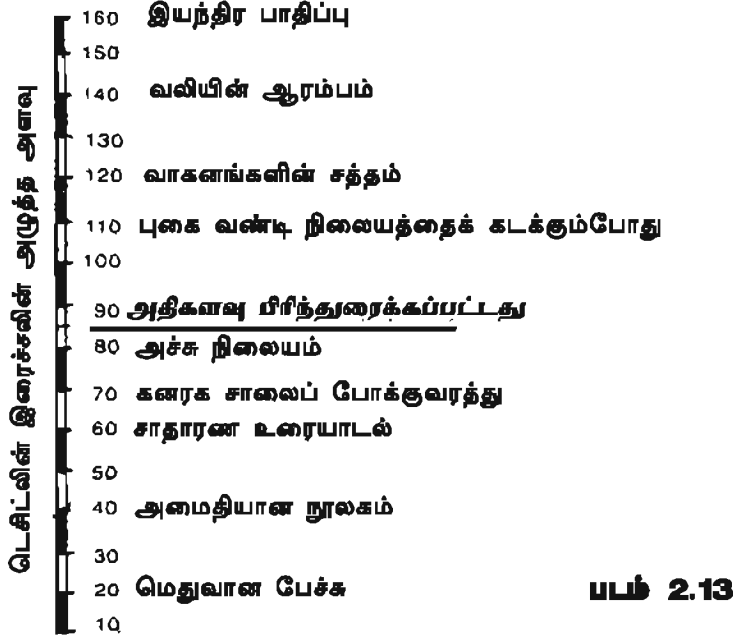 டெசிட்லின் இரைச்சலின் அழுத்த அளவு
160 இயந்திர பாதிப்பு
150
140 வலியின் ஆரம்பம்
130
120 வாகனங்களின் சத்தம்
110 புகை வண்டி நிலையத்தைக் கடக்கும்போது
100
90 அதிகளவு பிரிந்துரைக்கப்பட்டது
80 அச்சு நிலையம்
70 கனரக சாலைப் போக்குவரத்து
60 சாதாரண உரையாடல்
50
40 அமைதியான நூலகம்
30
20 மெதுவான பேச்சு
10
படம் 2.13